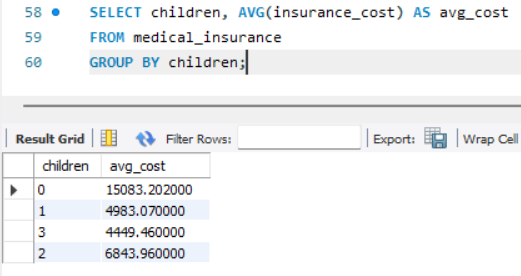 58 SELECT children, AVG(insurance_cost) AS avg_cost
59 FROM medical_insurance
60 GROUP BY children;
Result Grid Filter Rows: Export: Wrap Cell
children avg_cost
0 15083.202000
1 4983.070000
3 4449.460000
2 6843.960000